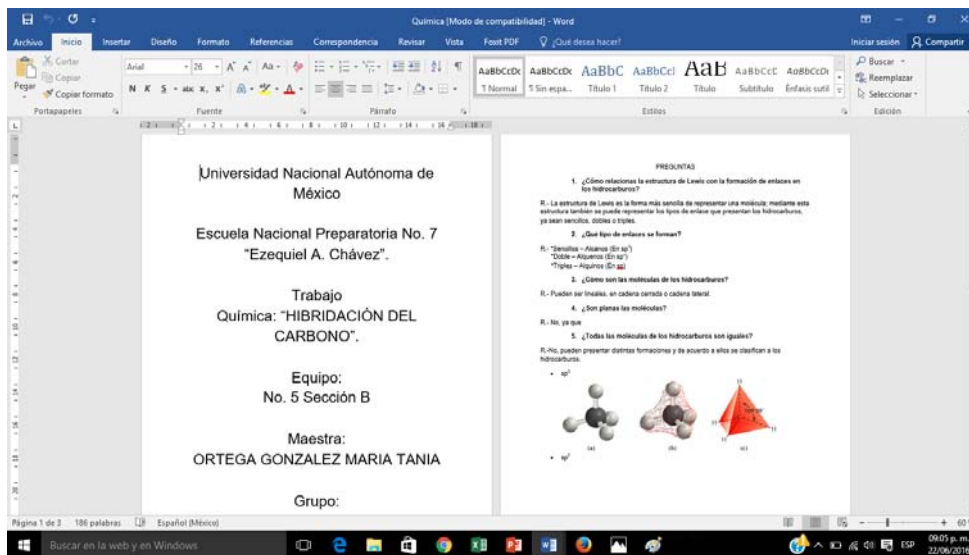 Química [Modo de compatibilidad] - Word
Archivo Inicio Insertar Diseño Formato Referencias Correspondencia Revisar Vista Foxit PDF ¿Qué desea hacer? Iniciar sesión Compartir
Pegar
Cortar
Copiar
Copiar formato
Portapapeles
Arial 26
N K S abc
Fuente
Párrafo
AaBbCcDc AaBbCcDc AaBbC AaBbCcI AaB AaBbCcE AaBbCcDt
¶ Normal ¶ Sin espa... Título 1 Título 2 Título Subtítulo Énfasis sutil
Estilos
Buscar
Reemplazar
Seleccionar
Edición
Universidad Nacional Autónoma de
México
Escuela Nacional Preparatoria No. 7
“Ezequiel A. Chávez”.
Trabajo
Química: “HIBRIDACIÓN DEL
CARBONO”.
Equipo:
No. 5 Sección B
Maestra:
ORTEGA GONZALEZ MARIA TANIA
Grupo:
PREGUNTAS
1. ¿Cómo relacionas la estructura de Lewis con la formación de enlaces en
los hidrocarburos?
R.- La estructura de Lewis es la forma más sencilla de representar una molécula; mediante esta
estructura también se puede representar los tipos de enlace que presentan los hidrocarburos,
ya sean sencillos, dobles o triples.
2. ¿Qué tipo de enlaces se forman?
R.- *Sencillos – Alcanos (En sp³)
*Doble – Alquenos (En sp²)
*Triples – Alquinos (En sp)
3. ¿Cómo son las moléculas de los hidrocarburos?
R.- Pueden ser lineales, en cadena cerrada o cadena lateral.
4. ¿Son planas las moléculas?
R.- No, ya que
5. ¿Todas las moléculas de los hidrocarburos son iguales?
R.-No, pueden presentar distintas formaciones y de acuerdo a ellos se clasifican a los
hidrocarburos.
• sp³
H
H
H
H
(a) (b) (c)
• sp²
Página 1 de 3 186 palabras Español (México)
Buscar en la web y en Windows
ESP
09:05 p. m.